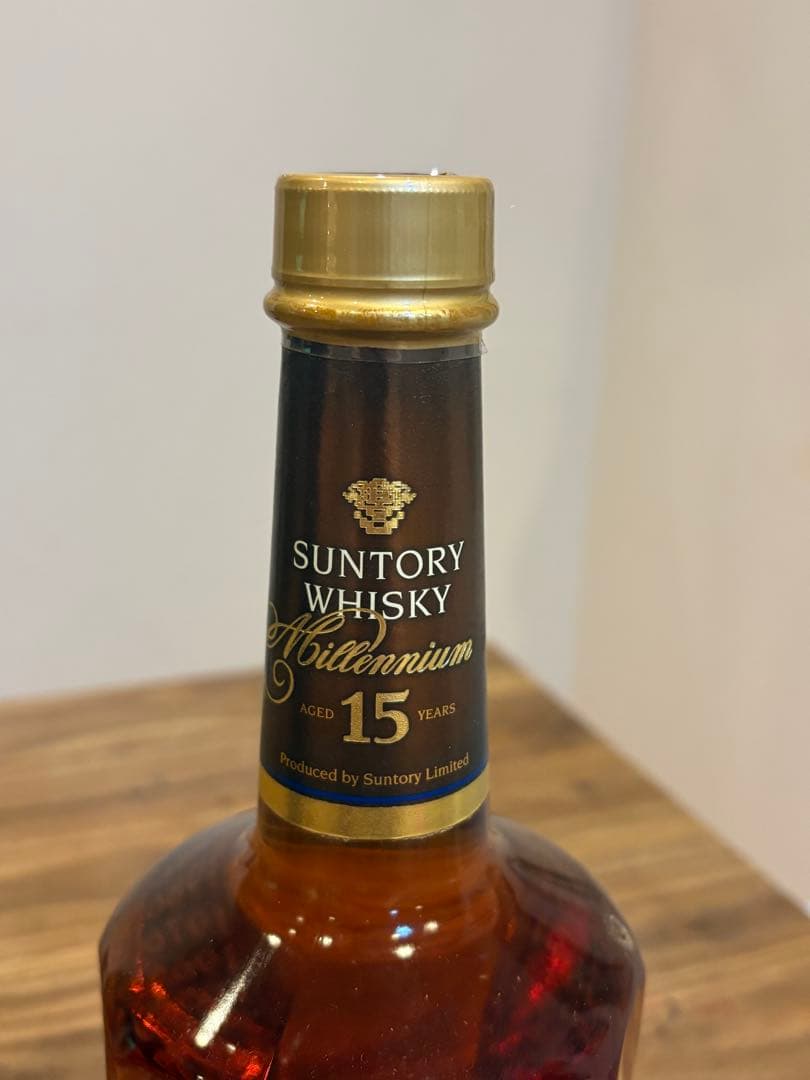 SUNTORY
WHISKY
Millennium
AGED 15 YEARS
Produced by Suntory Limited